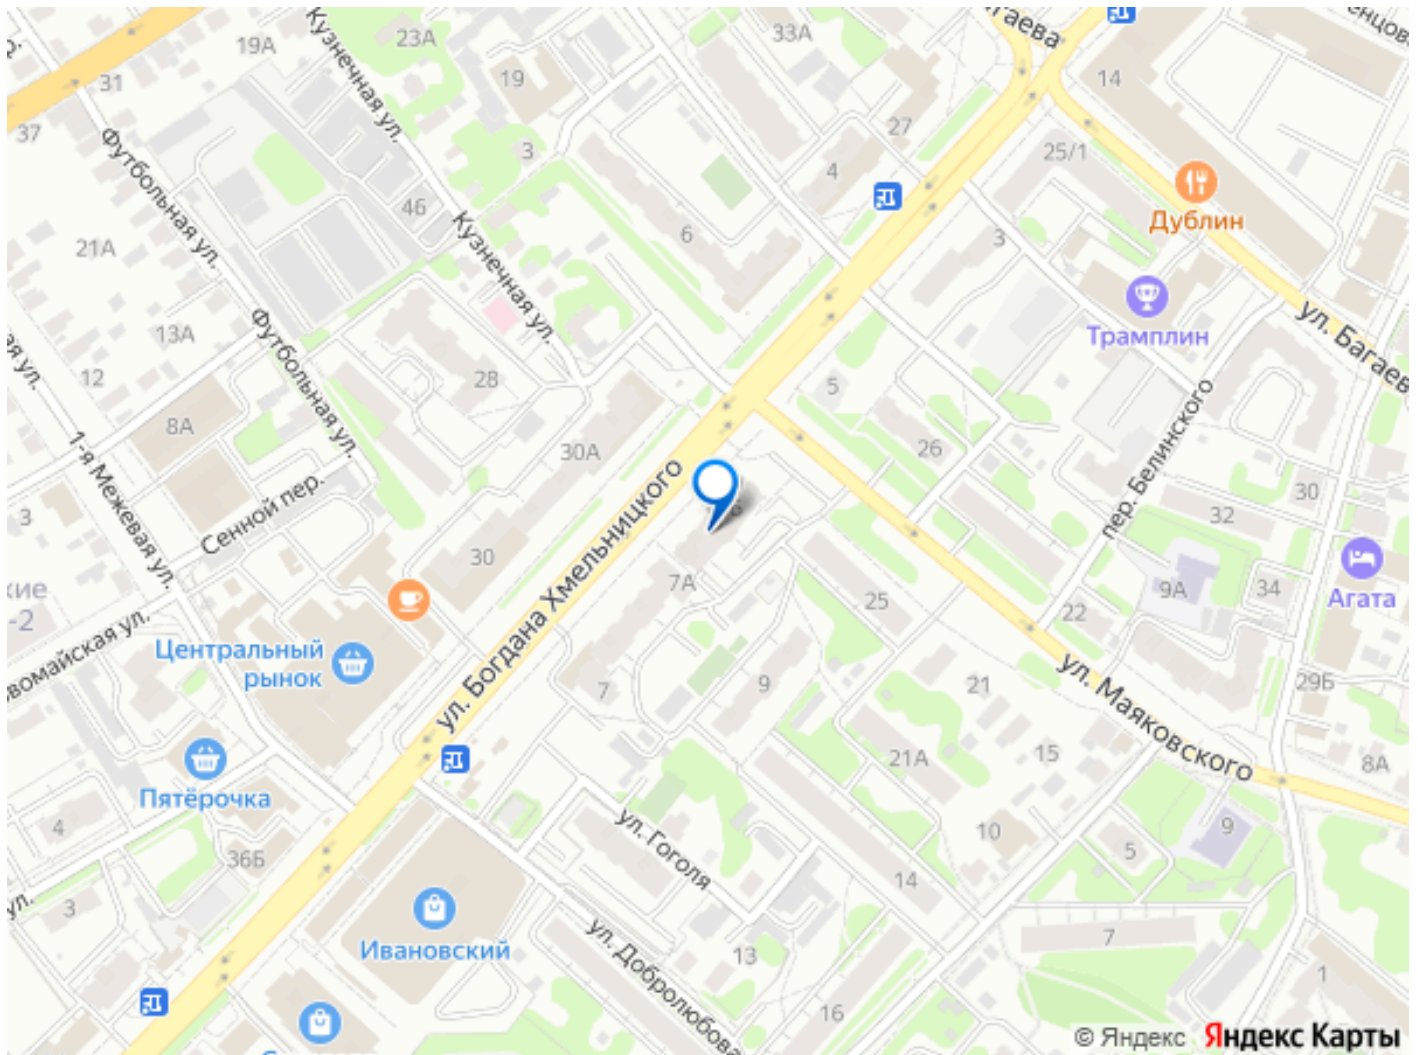 19А
23А
33А
Кузнечная ул.
31
37
19
14
27
25/1
3
4
Футбольная ул.
46
Дублин
21А
6
Кузнечная ул.
3
Трамплин
ул. Багаев
13А
Футбольная ул.
12
28
5
8А
26
30А
пер. Белинского
1-я Межевая ул.
Сенной пер.
30
32
3
30
7А
9А
34
Агата
25
22
ул. Богдана Хмельницкого
Центральный
рынок
7
9
21
29Б
ул. Маяковского
15
21А
8А
Пятёрочка
4
36Б
ул. Гоголя
10
9
5
14
3
Ивановский
ул. Добролюбова
13
7
16
1
© Яндекс Яндекс Карты